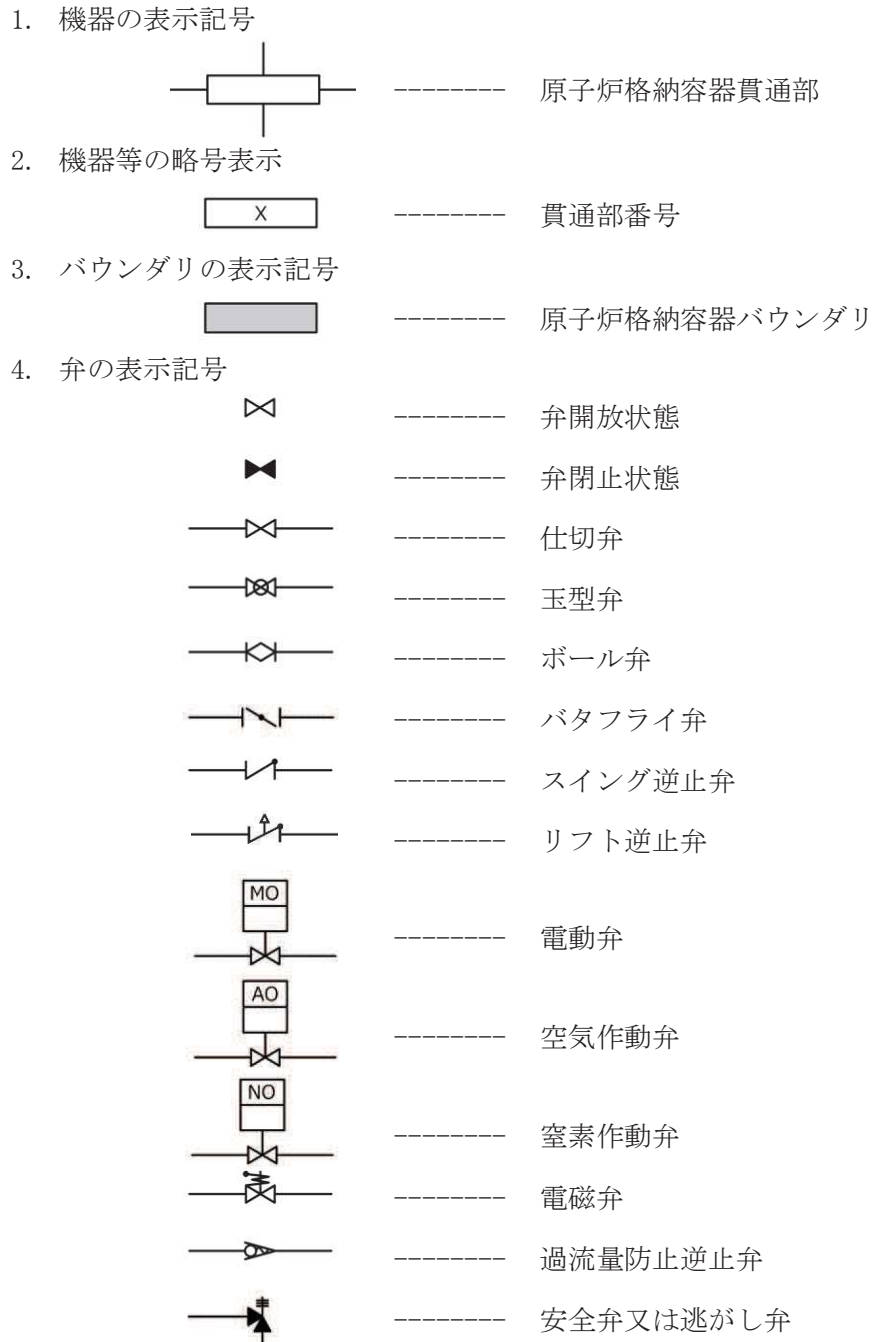 1. 機器の表示記号
-------- 原子炉格納容器貫通部
2. 機器等の略号表示
X -------- 貫通部番号
3. バウンダリの表示記号
-------- 原子炉格納容器バウンダリ
4. 弁の表示記号
-------- 弁開放状態
-------- 弁閉止状態
-------- 仕切弁
-------- 玉型弁
-------- ボール弁
-------- バタフライ弁
-------- スイング逆止弁
-------- リフト逆止弁
MO -------- 電動弁
AO -------- 空気作動弁
NO -------- 窒素作動弁
-------- 電磁弁
-------- 過流量防止逆止弁
-------- 安全弁又は逃がし弁